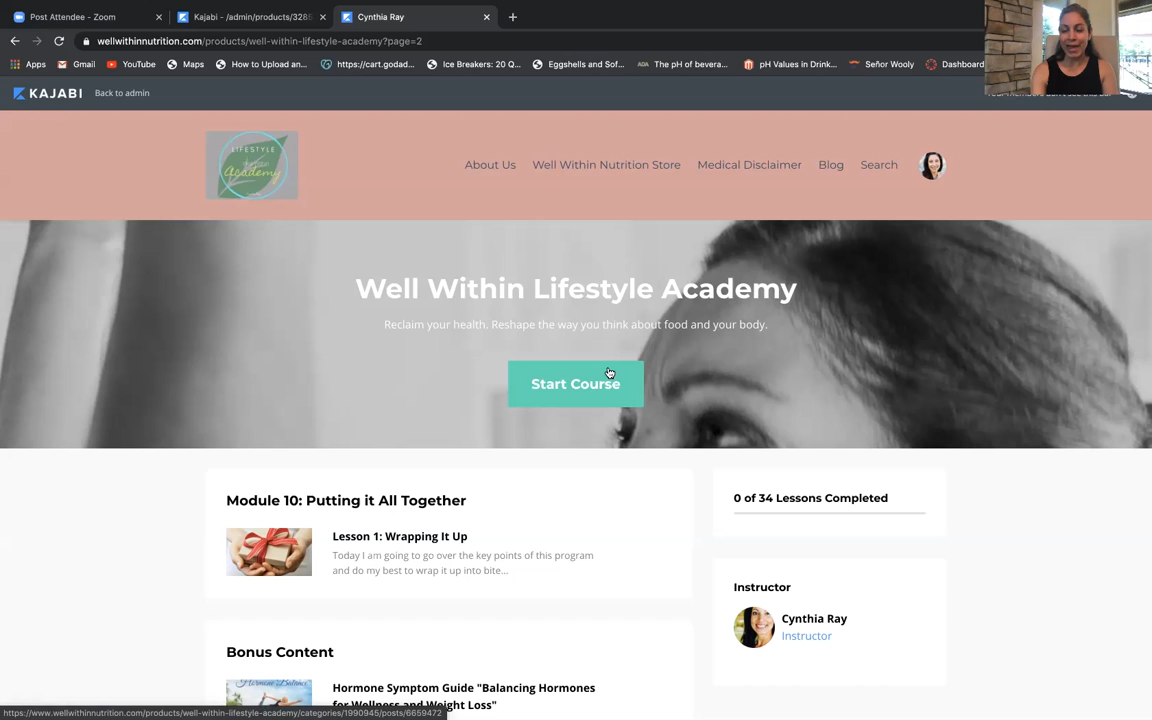 Post Attendee - Zoom
Kajabi - /admin/products/328
Cynthia Ray
wellwithinnutrition.com/products/well-within-lifestyle-academy?page=2
Apps
Gmail
YouTube
Maps
How to Upload an...
https://cart.godad...
Ice Breakers: 20 Q...
Eggshells and Sof...
ADA
The pH of bevera...
pH Values in Drink...
Señor Wooly
Dashboard
KAJABI
Back to admin
LIFESTYLE
Academy
About Us
Well Within Nutrition Store
Medical Disclaimer
Blog
Search
Well Within Lifestyle Academy
Reclaim your health. Reshape the way you think about food and your body.
Start Course
Module 10: Putting it All Together
Lesson 1: Wrapping It Up
Today I am going to go over the key points of this program
and do my best to wrap it up into bite...
0 of 34 Lessons Completed
Instructor
Cynthia Ray
Instructor
Bonus Content
Hormone Balance
Hormone Symptom Guide "Balancing Hormones
for Wellness and Weight Loss"
https://www.wellwithinnutrition.com/products/well-within-lifestyle-academy/categories/1990945/posts/6659472